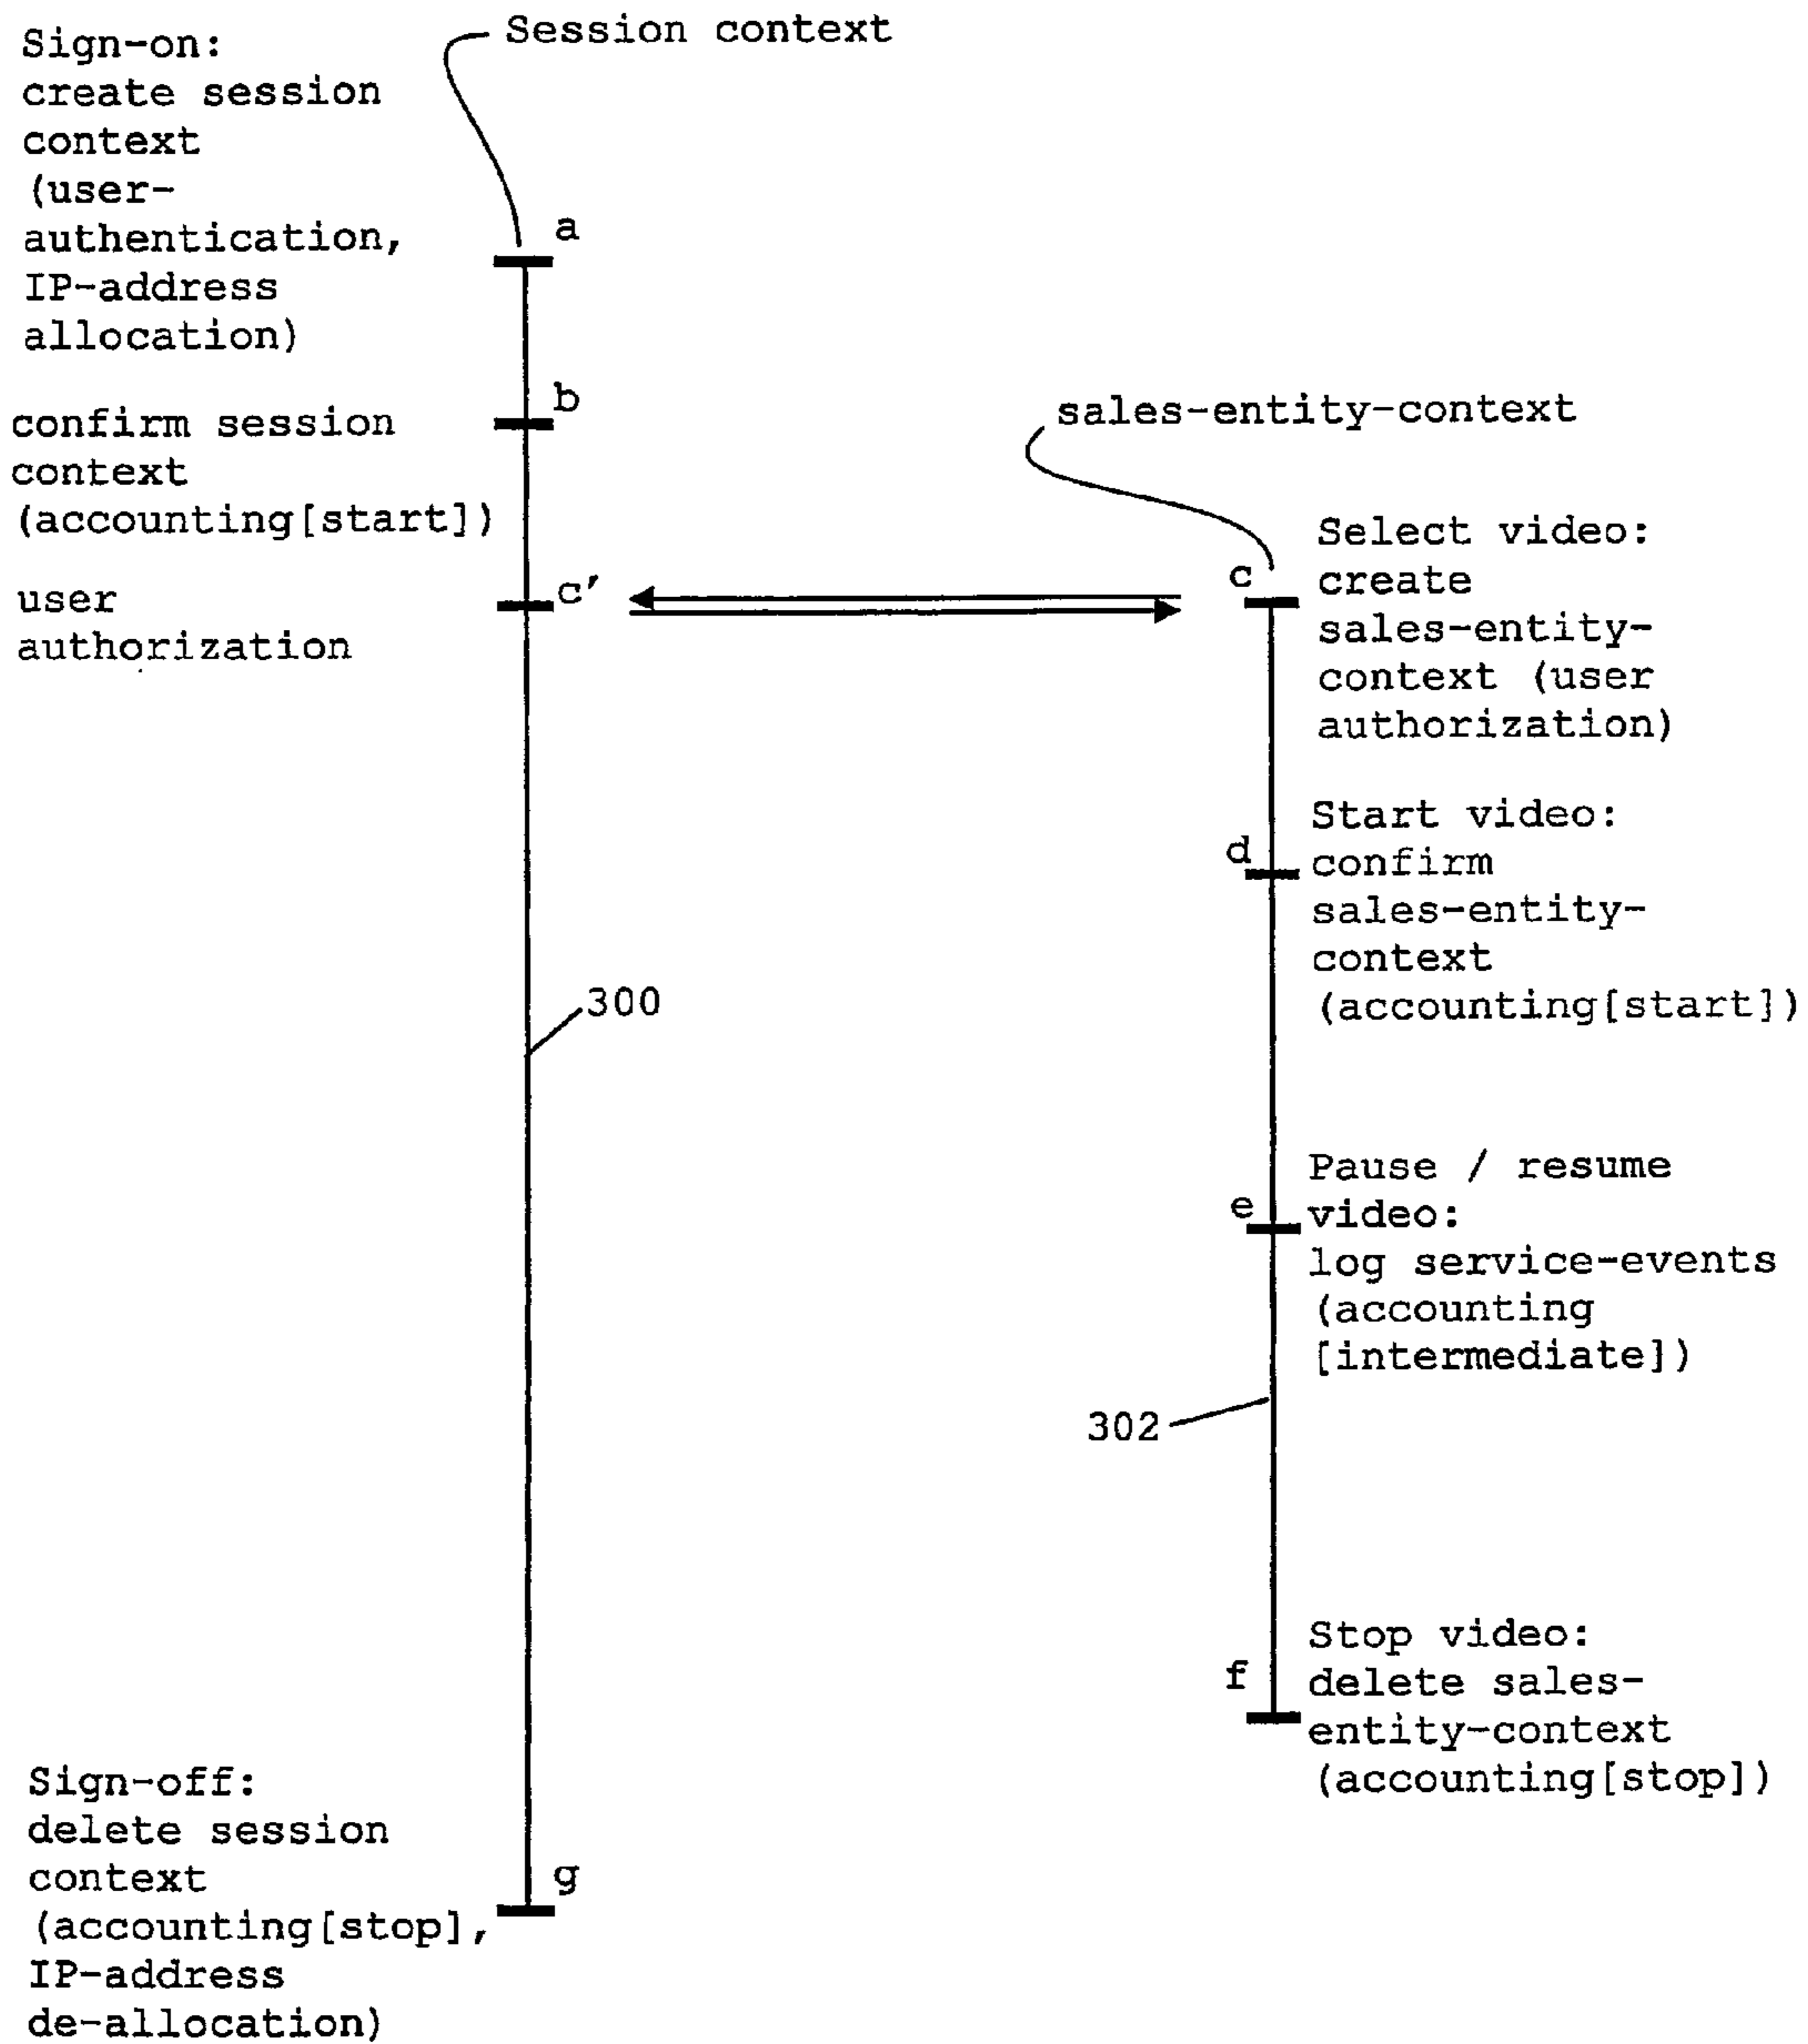 Session context
Sign-on:
create session
context
(user-
authentication,
IP-address
allocation)
a
b
confirm session
context
(accounting[start])
user
authorization
c'
sales-entity-context
c
Select video:
create
sales-entity-
context (user
authorization)
d
Start video:
confirm
sales-entity-
context
(accounting[start])
300
e
Pause / resume
video:
log service-events
(accounting
[intermediate])
302
f
Stop video:
delete sales-
entity-context
(accounting[stop])
Sign-off:
delete session
context
(accounting[stop],
IP-address
de-allocation)
g